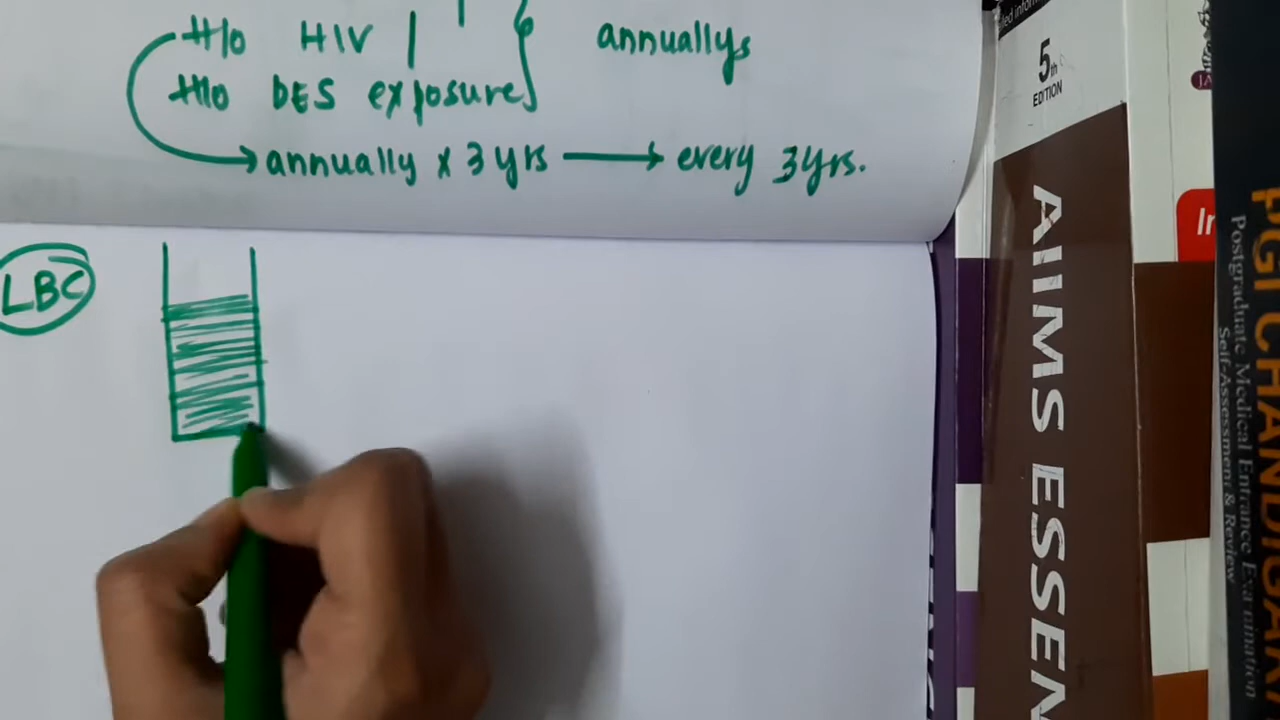 H/o HIV annually
H/o DES exposure
annually x 3 yrs → every 3yrs.
LBC
5th
EDITION
AIIMS ESSEN
PGI CHANDIGAR
Postgraduate Medical Entrance Examination
Self-Assessment & Review